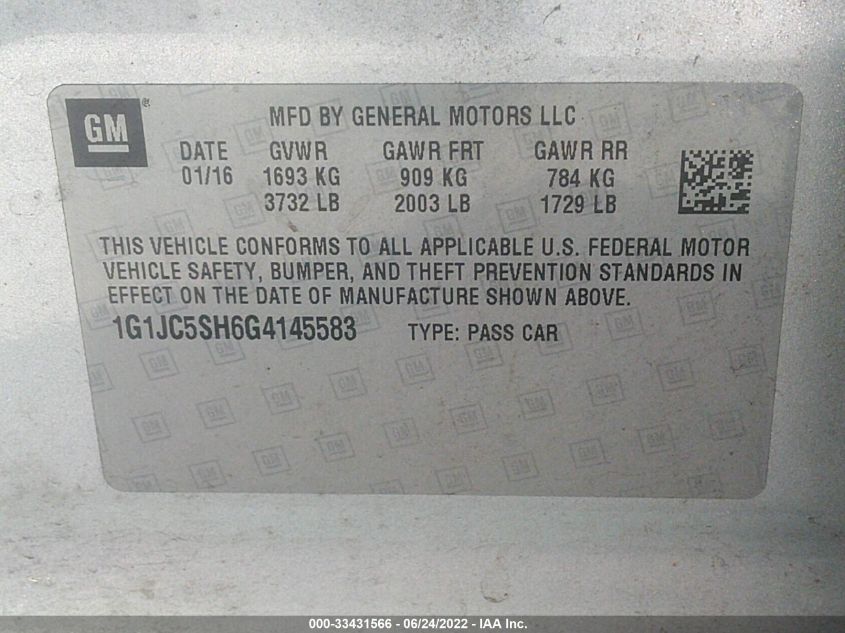 GM®
MFD BY GENERAL MOTORS LLC
DATE GVWR GAWR FRT GAWR RR
01/16 1693 KG 909 KG 784 KG
3732 LB 2003 LB 1729 LB
THIS VEHICLE CONFORMS TO ALL APPLICABLE U.S. FEDERAL MOTOR
VEHICLE SAFETY, BUMPER, AND THEFT PREVENTION STANDARDS IN
EFFECT ON THE DATE OF MANUFACTURE SHOWN ABOVE.
1G1JC5SH6G4145583 TYPE: PASS CAR
000-33431566 - 06/24/2022 - IAA Inc.